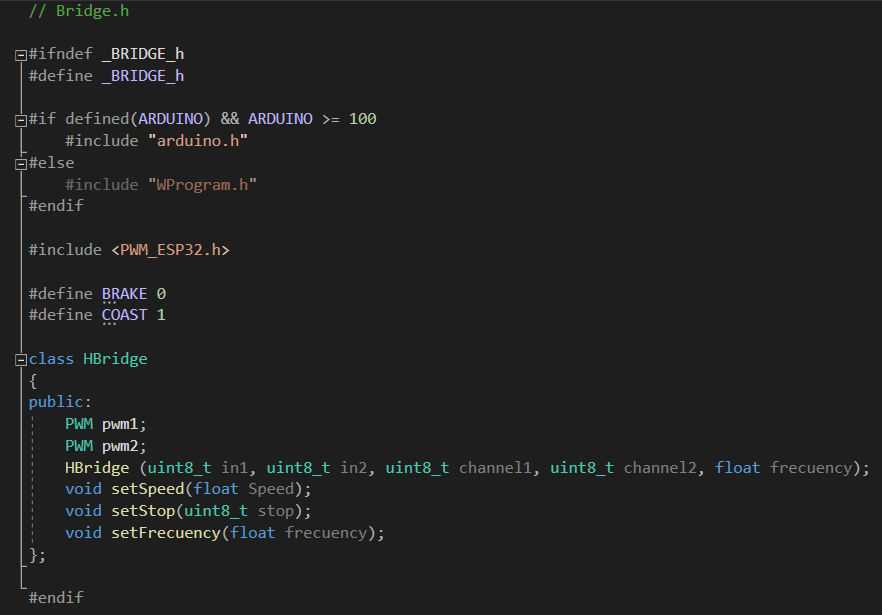 // Bridge.h
#ifndef _BRIDGE_h
#define _BRIDGE_h
#if defined(ARDUINO) && ARDUINO >= 100
#include "arduino.h"
#else
#include "WProgram.h"
#endif
#include <PWM_ESP32.h>
#define BRAKE 0
#define COAST 1
class HBridge
{
public:
PWM pwm1;
PWM pwm2;
HBridge (uint8_t in1, uint8_t in2, uint8_t channel1, uint8_t channel2, float frecuency);
void setSpeed(float Speed);
void setStop(uint8_t stop);
void setFrecuency(float frecuency);
};
#endif